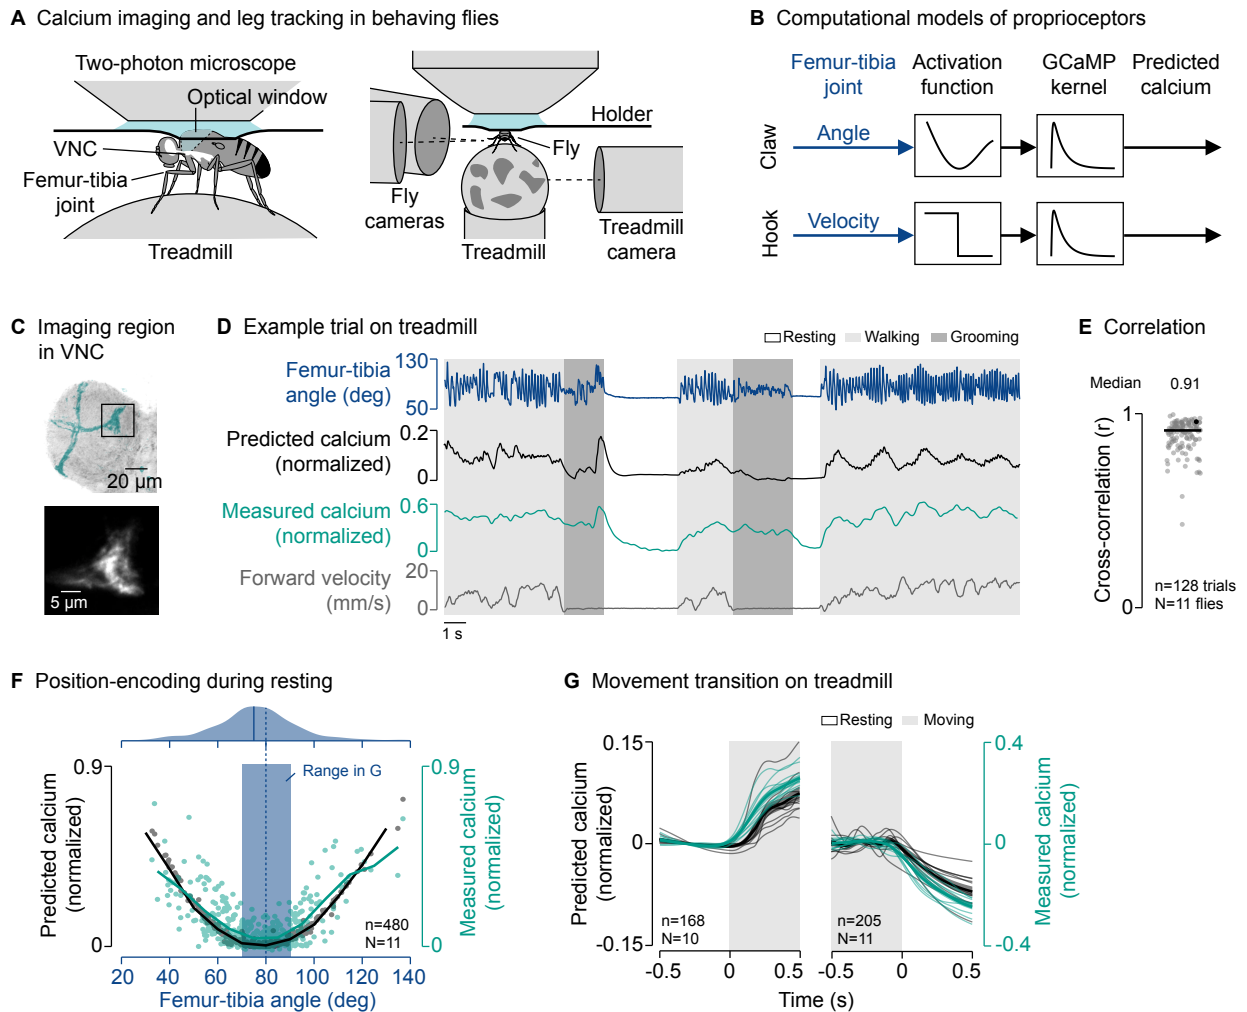 A Calcium imaging and leg tracking in behaving flies
Two-photon microscope
Optical window
VNC
Femur-tibia
joint
Treadmill
Holder
Fly
Fly
cameras
Treadmill
Treadmill
camera
B Computational models of proprioceptors
Femur-tibia
joint
Activation
function
GCaMP
kernel
Predicted
calcium
Claw
Angle
Hook
Velocity
C Imaging region
in VNC
20 µm
5 µm
D Example trial on treadmill
Resting Walking Grooming
Femur-tibia
angle (deg)
130
50
Predicted calcium
(normalized)
0.2
0
Measured calcium
(normalized)
0.6
0
Forward velocity
(mm/s)
20
0
1 s
E Correlation
Median 0.91
Cross-correlation (r)
1
0
n=128 trials
N=11 flies
F Position-encoding during resting
Range in G
Predicted calcium
(normalized)
0.9
0
0.9
0
Measured calcium
(normalized)
n=480
N=11
20 40 60 80 100 120 140
Femur-tibia angle (deg)
G Movement transition on treadmill
Resting Moving
Predicted calcium
(normalized)
0.15
0
-0.15
0.4
0
-0.4
Measured calcium
(normalized)
n=168
N=10
n=205
N=11
-0.5 0 0.5 -0.5 0 0.5
Time (s)